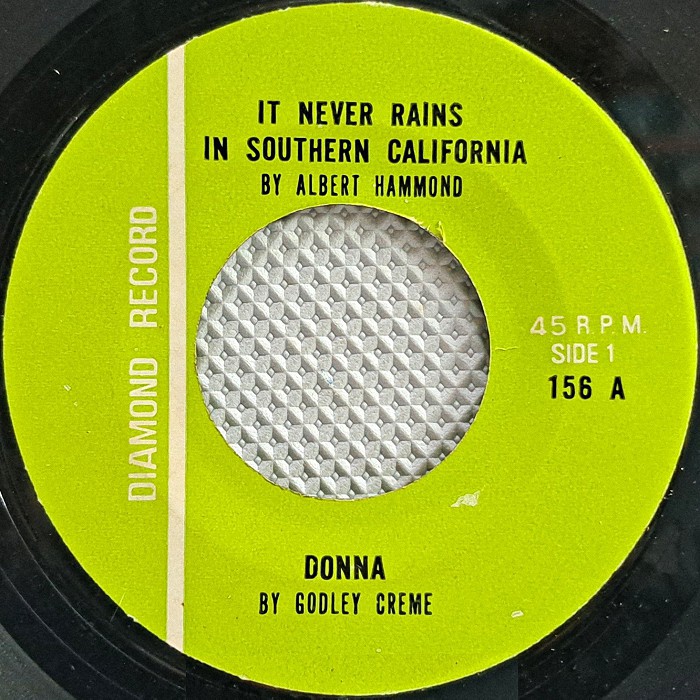 IT NEVER RAINS
IN SOUTHERN CALIFORNIA
BY ALBERT HAMMOND
DIAMOND RECORD
45 R.P.M.
SIDE 1
156 A
DONNA
BY GODLEY CREME